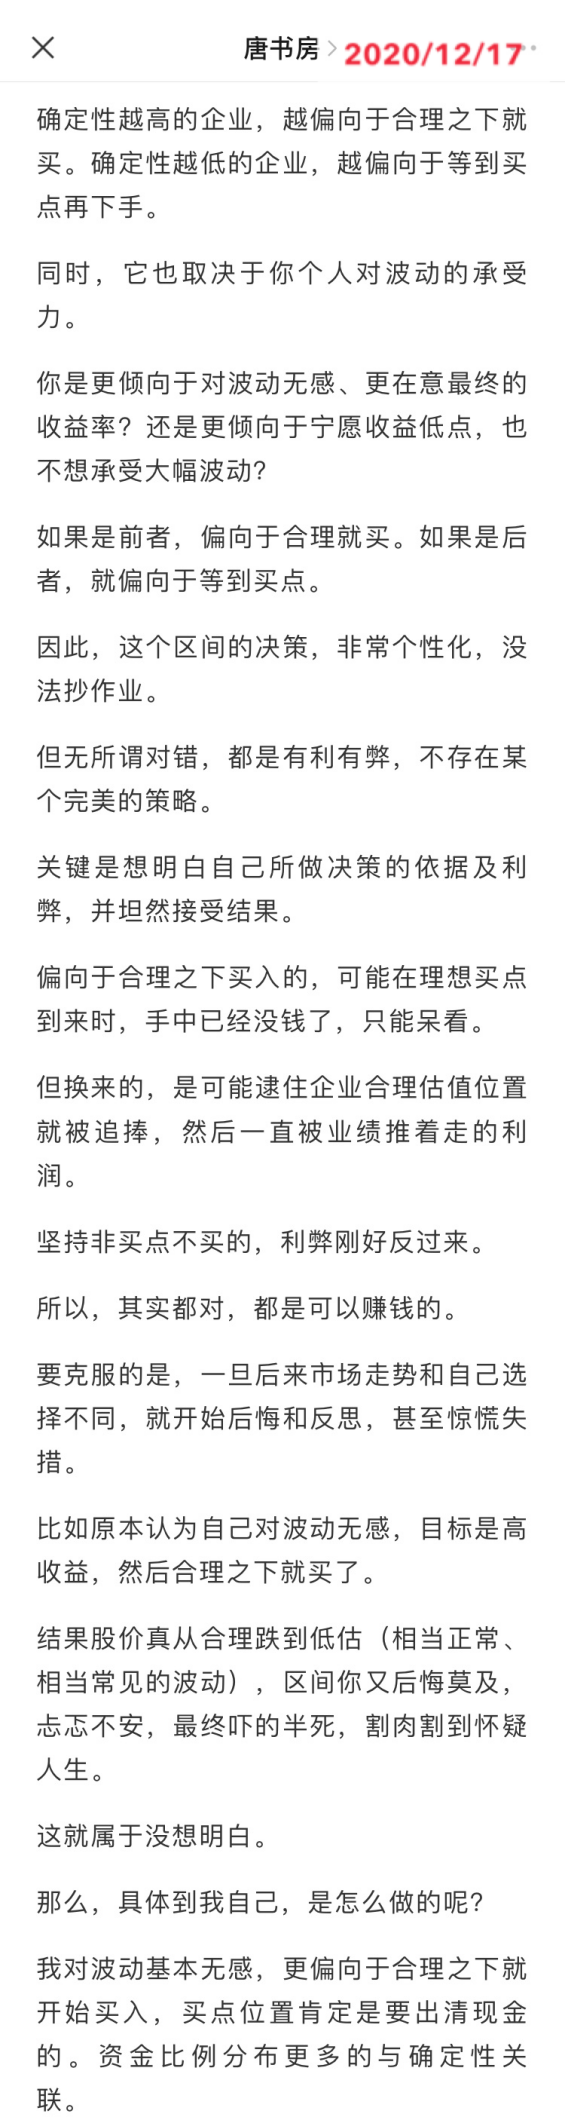 唐书房
2020/12/17
确定性越高的企业，越偏向于合理之下就
买。确定性越低的企业，越偏向于等到买
点再下手。
同时，它也取决于你个人对波动的承受
力。
你是更倾向于对波动无感、更在意最终的
收益率？还是更倾向于宁愿收益低点，也
不想承受大幅波动？
如果是前者，偏向于合理就买。如果是后
者，就偏向于等到买点。
因此，这个区间的决策，非常个性化，没
法抄作业。
但无所谓对错，都是有利有弊，不存在某
个完美的策略。
关键是想明白自己所做决策的依据及利
弊，并坦然接受结果。
偏向于合理之下买入的，可能在理想买点
到来时，手中已经没钱了，只能呆看。
但换来的，是可能逮住企业合理估值位置
就被追捧，然后一直被业绩推着走的利
润。
坚持非买点不买的，利弊刚好反过来。
所以，其实都对，都是可以赚钱的。
要克服的是，一旦后来市场走势和自己选
择不同，就开始后悔和反思，甚至惊慌失
措。
比如原本认为自己对波动无感，目标是高
收益，然后合理之下就买了。
结果股价真从合理跌到低估（相当正常、
相当常见的波动），区间你又后悔莫及，
忐忑不安，最终吓的半死，割肉割到怀疑
人生。
这就属于没想明白。
那么，具体到我自己，是怎么做的呢？
我对波动基本无感，更偏向于合理之下就
开始买入，买点位置肯定是要出清现金
的。资金比例分布更多的与确定性关
联。